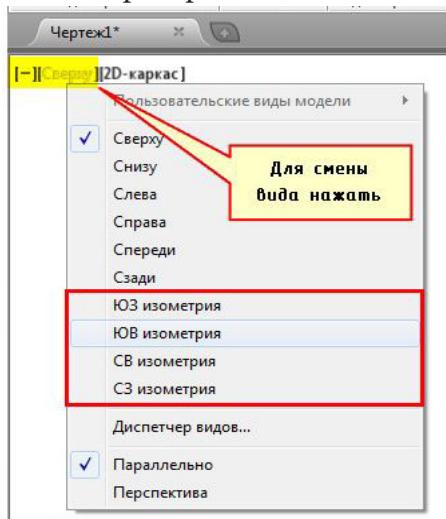 Чертеж1*
[–][Сверху][2D-каркас]
Пользовательские виды модели
Сверху
Для смены
вида нажать
Снизу
Слева
Справа
Спереди
Сзади
ЮЗ изометрия
ЮВ изометрия
СВ изометрия
СЗ изометрия
Диспетчер видов...
Параллельно
Перспектива